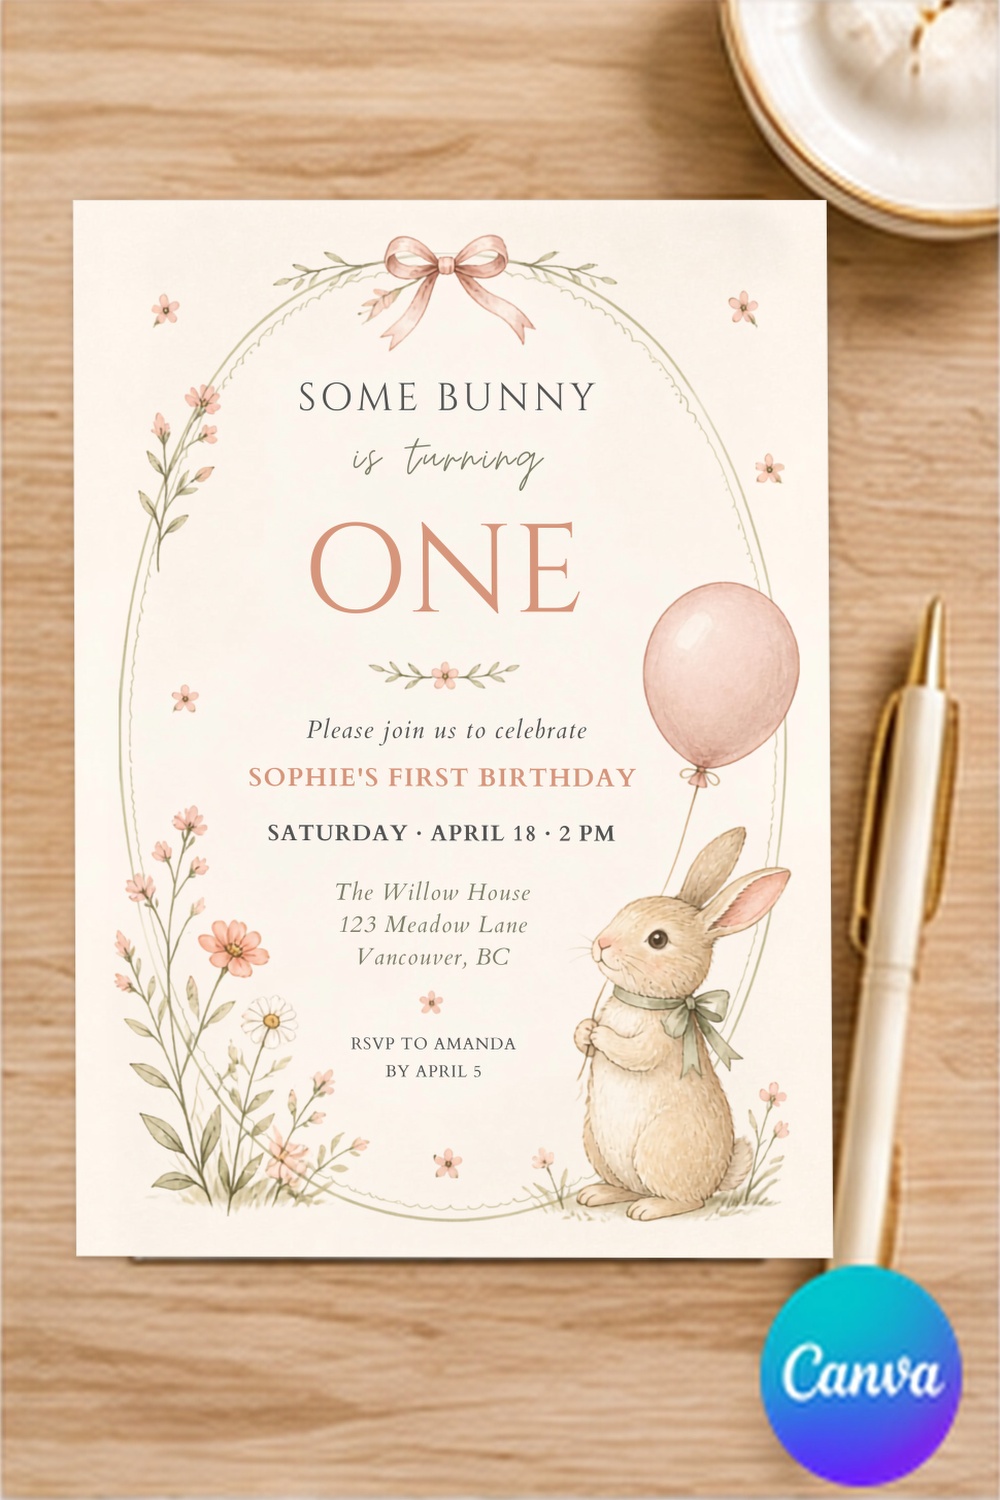 SOME BUNNY
is turning
ONE
Please join us to celebrate
SOPHIE'S FIRST BIRTHDAY
SATURDAY · APRIL 18 · 2 PM
The Willow House
123 Meadow Lane
Vancouver, BC
RSVP TO AMANDA
BY APRIL 5
Canva